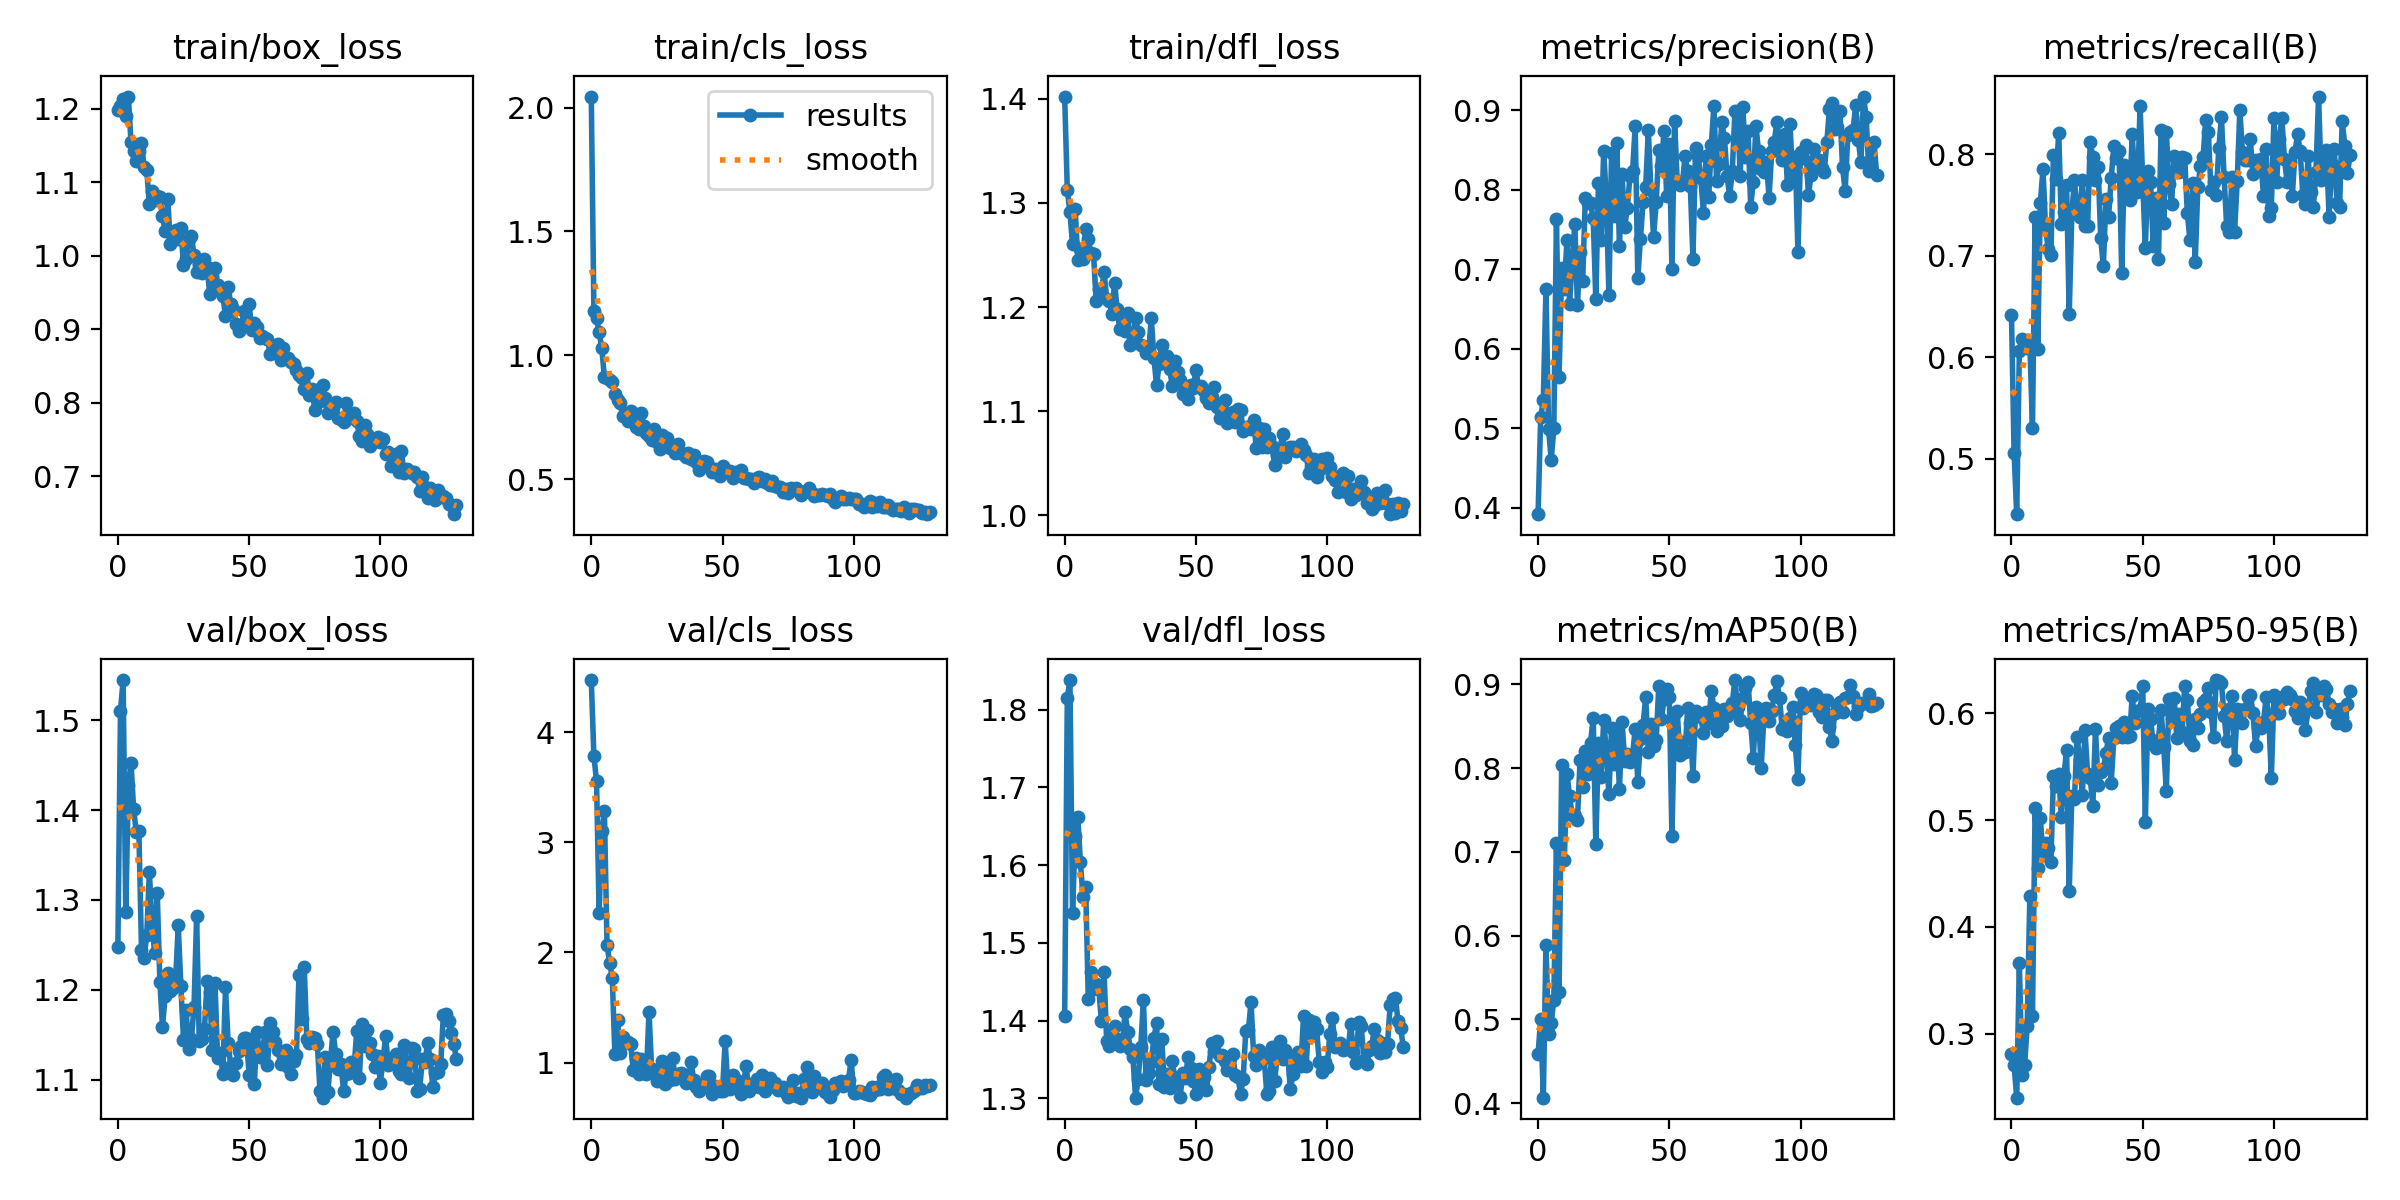 train/box_loss
train/cls_loss
train/dfl_loss
metrics/precision(B)
metrics/recall(B)
1.2
1.1
1.0
0.9
0.8
0.7
0 50 100
2.0
1.5
1.0
0.5
results
smooth
0 50 100
1.4
1.3
1.2
1.1
1.0
0 50 100
0.9
0.8
0.7
0.6
0.5
0.4
0 50 100
0.8
0.7
0.6
0.5
0 50 100
val/box_loss
val/cls_loss
val/dfl_loss
metrics/mAP50(B)
metrics/mAP50-95(B)
1.5
1.4
1.3
1.2
1.1
0 50 100
4
3
2
1
0 50 100
1.8
1.7
1.6
1.5
1.4
1.3
0 50 100
0.9
0.8
0.7
0.6
0.5
0.4
0 50 100
0.6
0.5
0.4
0.3
0 50 100